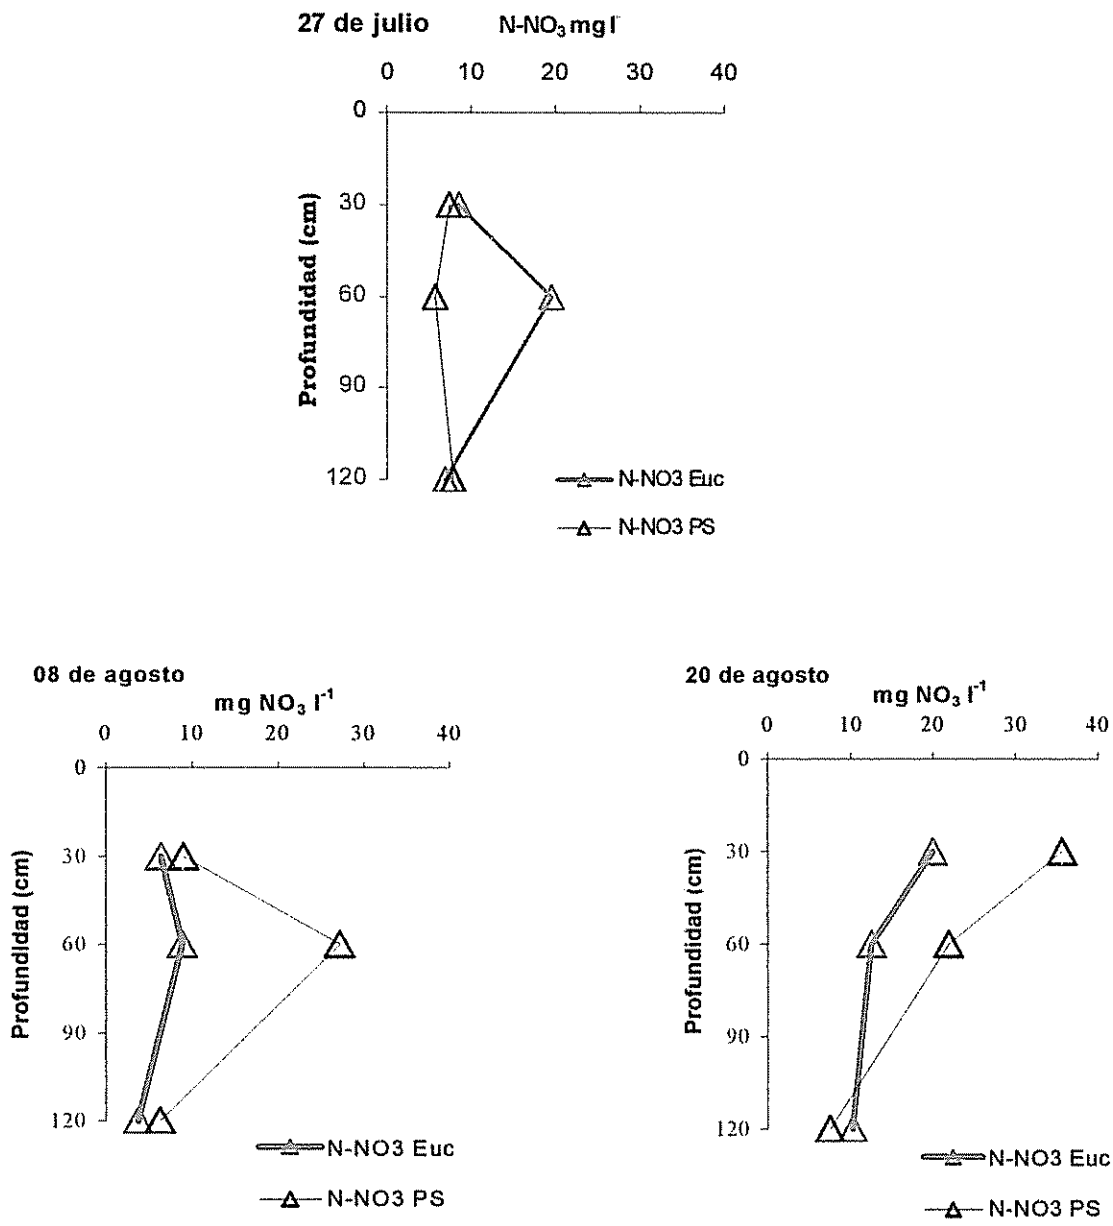 27 de julio N-NO₃ mg l⁻
0 10 20 30 40
0
30
60
90
120
Profundidad (cm)
N-NO3 Euc
N-NO3 PS
08 de agosto
mg NO₃ l⁻¹
0 10 20 30 40
0
30
60
90
120
Profundidad (cm)
N-NO3 Euc
N-NO3 PS
20 de agosto
mg NO₃ l⁻¹
0 10 20 30 40
0
30
60
90
120
Profundidad (cm)
N-NO3 Euc
N-NO3 PS